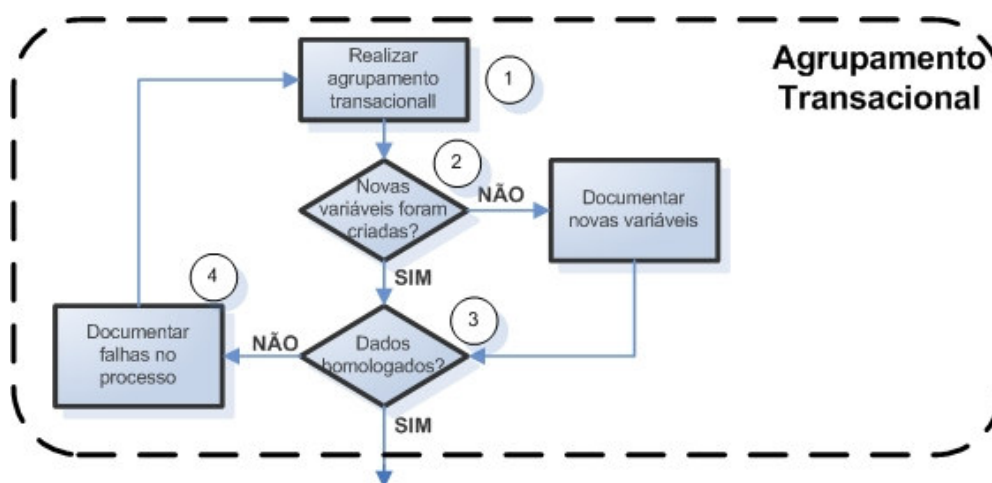 Agrupamento
Transacional
Realizar
agrupamento
transacionall
1
2
Novas
variáveis foram
criadas?
NÃO
Documentar
novas variáveis
SIM
3
Dados
homologados?
NÃO
4
Documentar
falhas no
processo
SIM